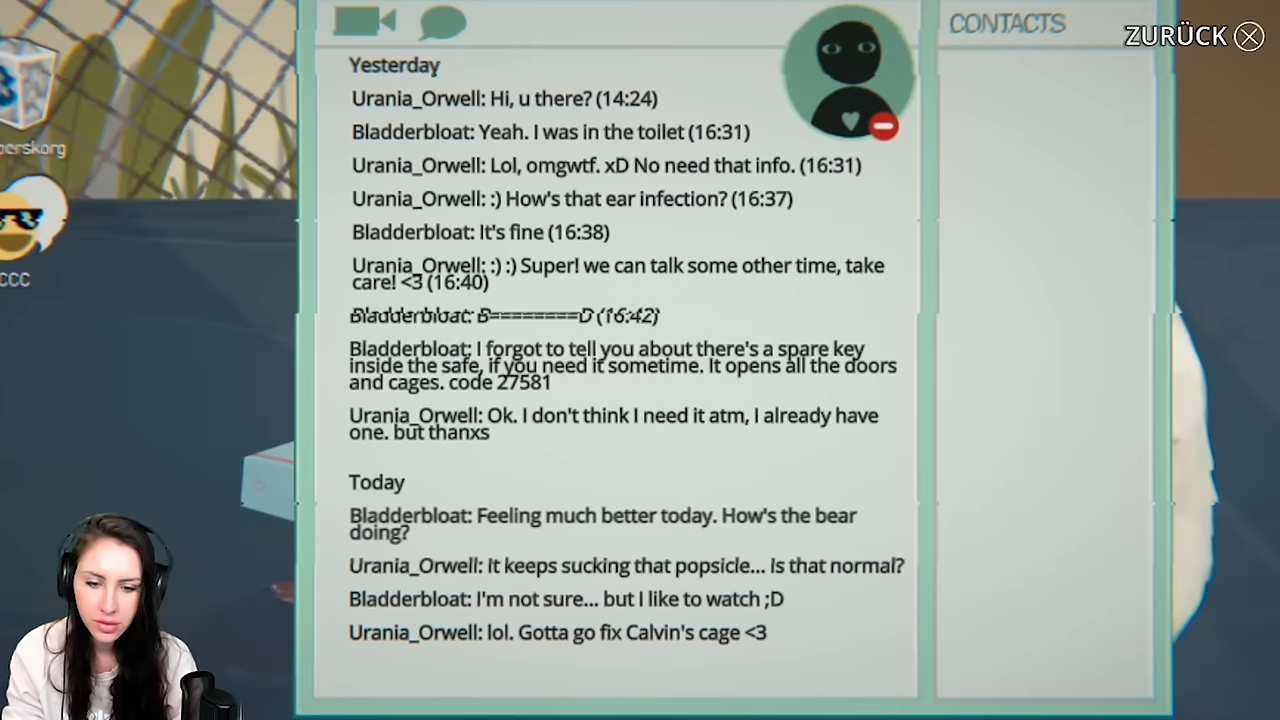 CONTACTS
ZURÜCK
Yesterday
Urania_Orwell: Hi, u there? (14:24)
Bladderbloat: Yeah. I was in the toilet (16:31)
Urania_Orwell: Lol, omgwtf. xD No need that info. (16:31)
Urania_Orwell: :) How's that ear infection? (16:37)
Bladderbloat: It's fine (16:38)
Urania_Orwell: :) :) Super! we can talk some other time, take
care! <3 (16:40)
Bladderbloat: B========D (16:42)
Bladderbloat: I forgot to tell you about there's a spare key
inside the safe, if you need it sometime. It opens all the doors
and cages. code 27581
Urania_Orwell: Ok. I don't think I need it atm, I already have
one. but thanxs
Today
Bladderbloat: Feeling much better today. How's the bear
doing?
Urania_Orwell: It keeps sucking that popsicle... Is that normal?
Bladderbloat: I'm not sure... but I like to watch ;D
Urania_Orwell: lol. Gotta go fix Calvin's cage <3
perskorg
CCC